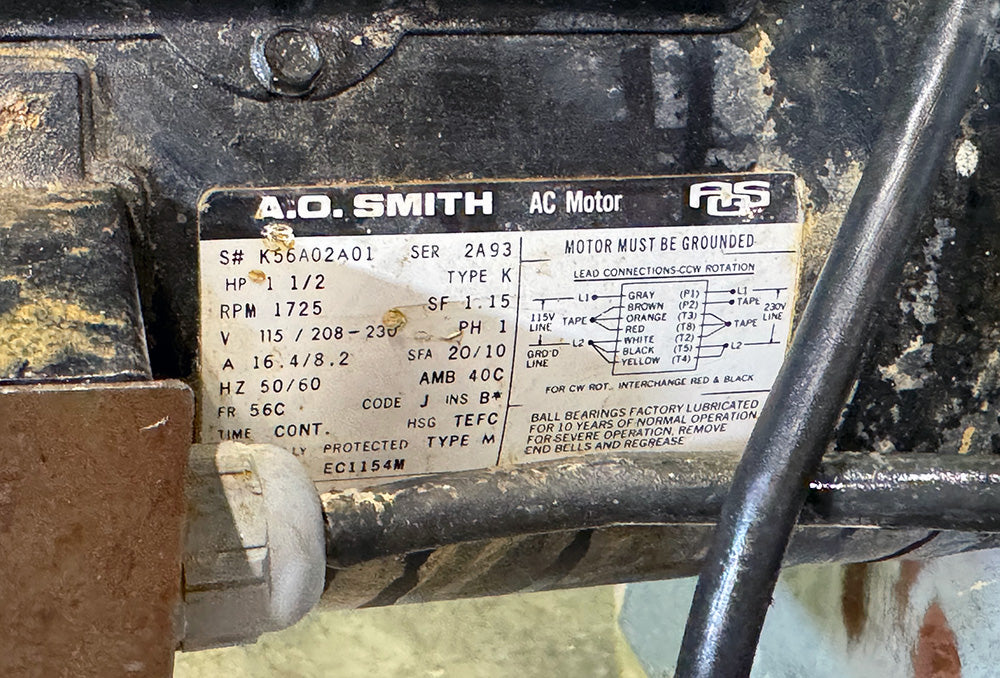 A.O. SMITH AC Motor AOS
S# K56A02A01 SER 2A93
HP 1 1/2 TYPE K
RPM 1725 SF 1.15
V 115 / 208-230 PH 1
A 16.4/8.2 SFA 20/10
HZ 50/60 AMB 40C
FR 56C CODE J INS B*
TIME CONT. HSG TEFC
LY PROTECTED TYPE M
EC1154M
MOTOR MUST BE GROUNDED
LEAD CONNECTIONS-CCW ROTATION
L1 GRAY (P1) L1
BROWN (P2) TAPE
115V LINE TAPE ORANGE (T3) 230V LINE
RED (T8) TAPE
L2 WHITE (T2)
GRD'D LINE BLACK (T5) L2
YELLOW (T4)
FOR CW ROT., INTERCHANGE RED & BLACK
BALL BEARINGS FACTORY LUBRICATED
FOR 10 YEARS OF NORMAL OPERATION
FOR SEVERE OPERATION, REMOVE
END BELLS AND REGREASE